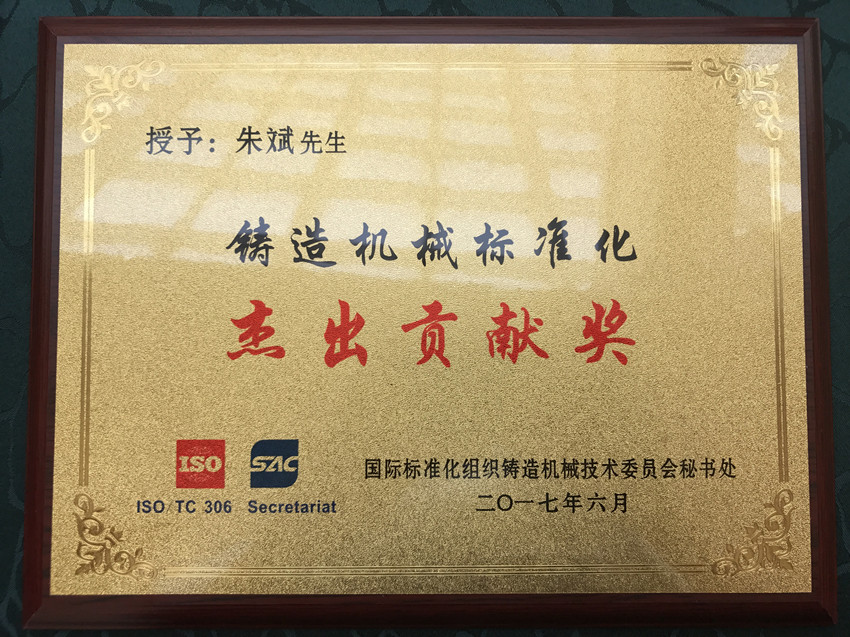 授予：朱斌先生
铸造机械标准化
杰出贡献奖
ISO SAC
国际标准化组织铸造机械技术委员会秘书处
ISO TC 306 Secretariat
二〇一七年六月